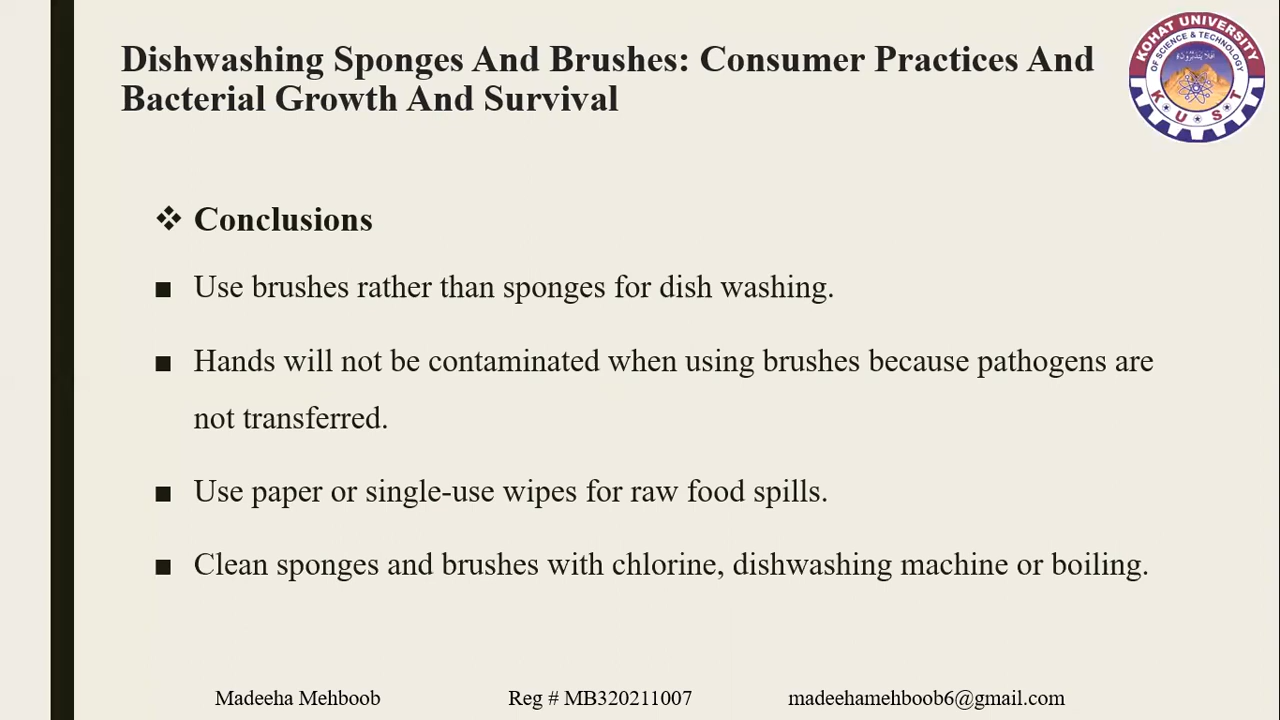 Dishwashing Sponges And Brushes: Consumer Practices And
Bacterial Growth And Survival
KOHAT UNIVERSITY
OF SCIENCE & TECHNOLOGY
K U S T
❖ Conclusions
■ Use brushes rather than sponges for dish washing.
■ Hands will not be contaminated when using brushes because pathogens are
not transferred.
■ Use paper or single-use wipes for raw food spills.
■ Clean sponges and brushes with chlorine, dishwashing machine or boiling.
Madeeha Mehboob Reg # MB320211007 madeehamehboob6@gmail.com